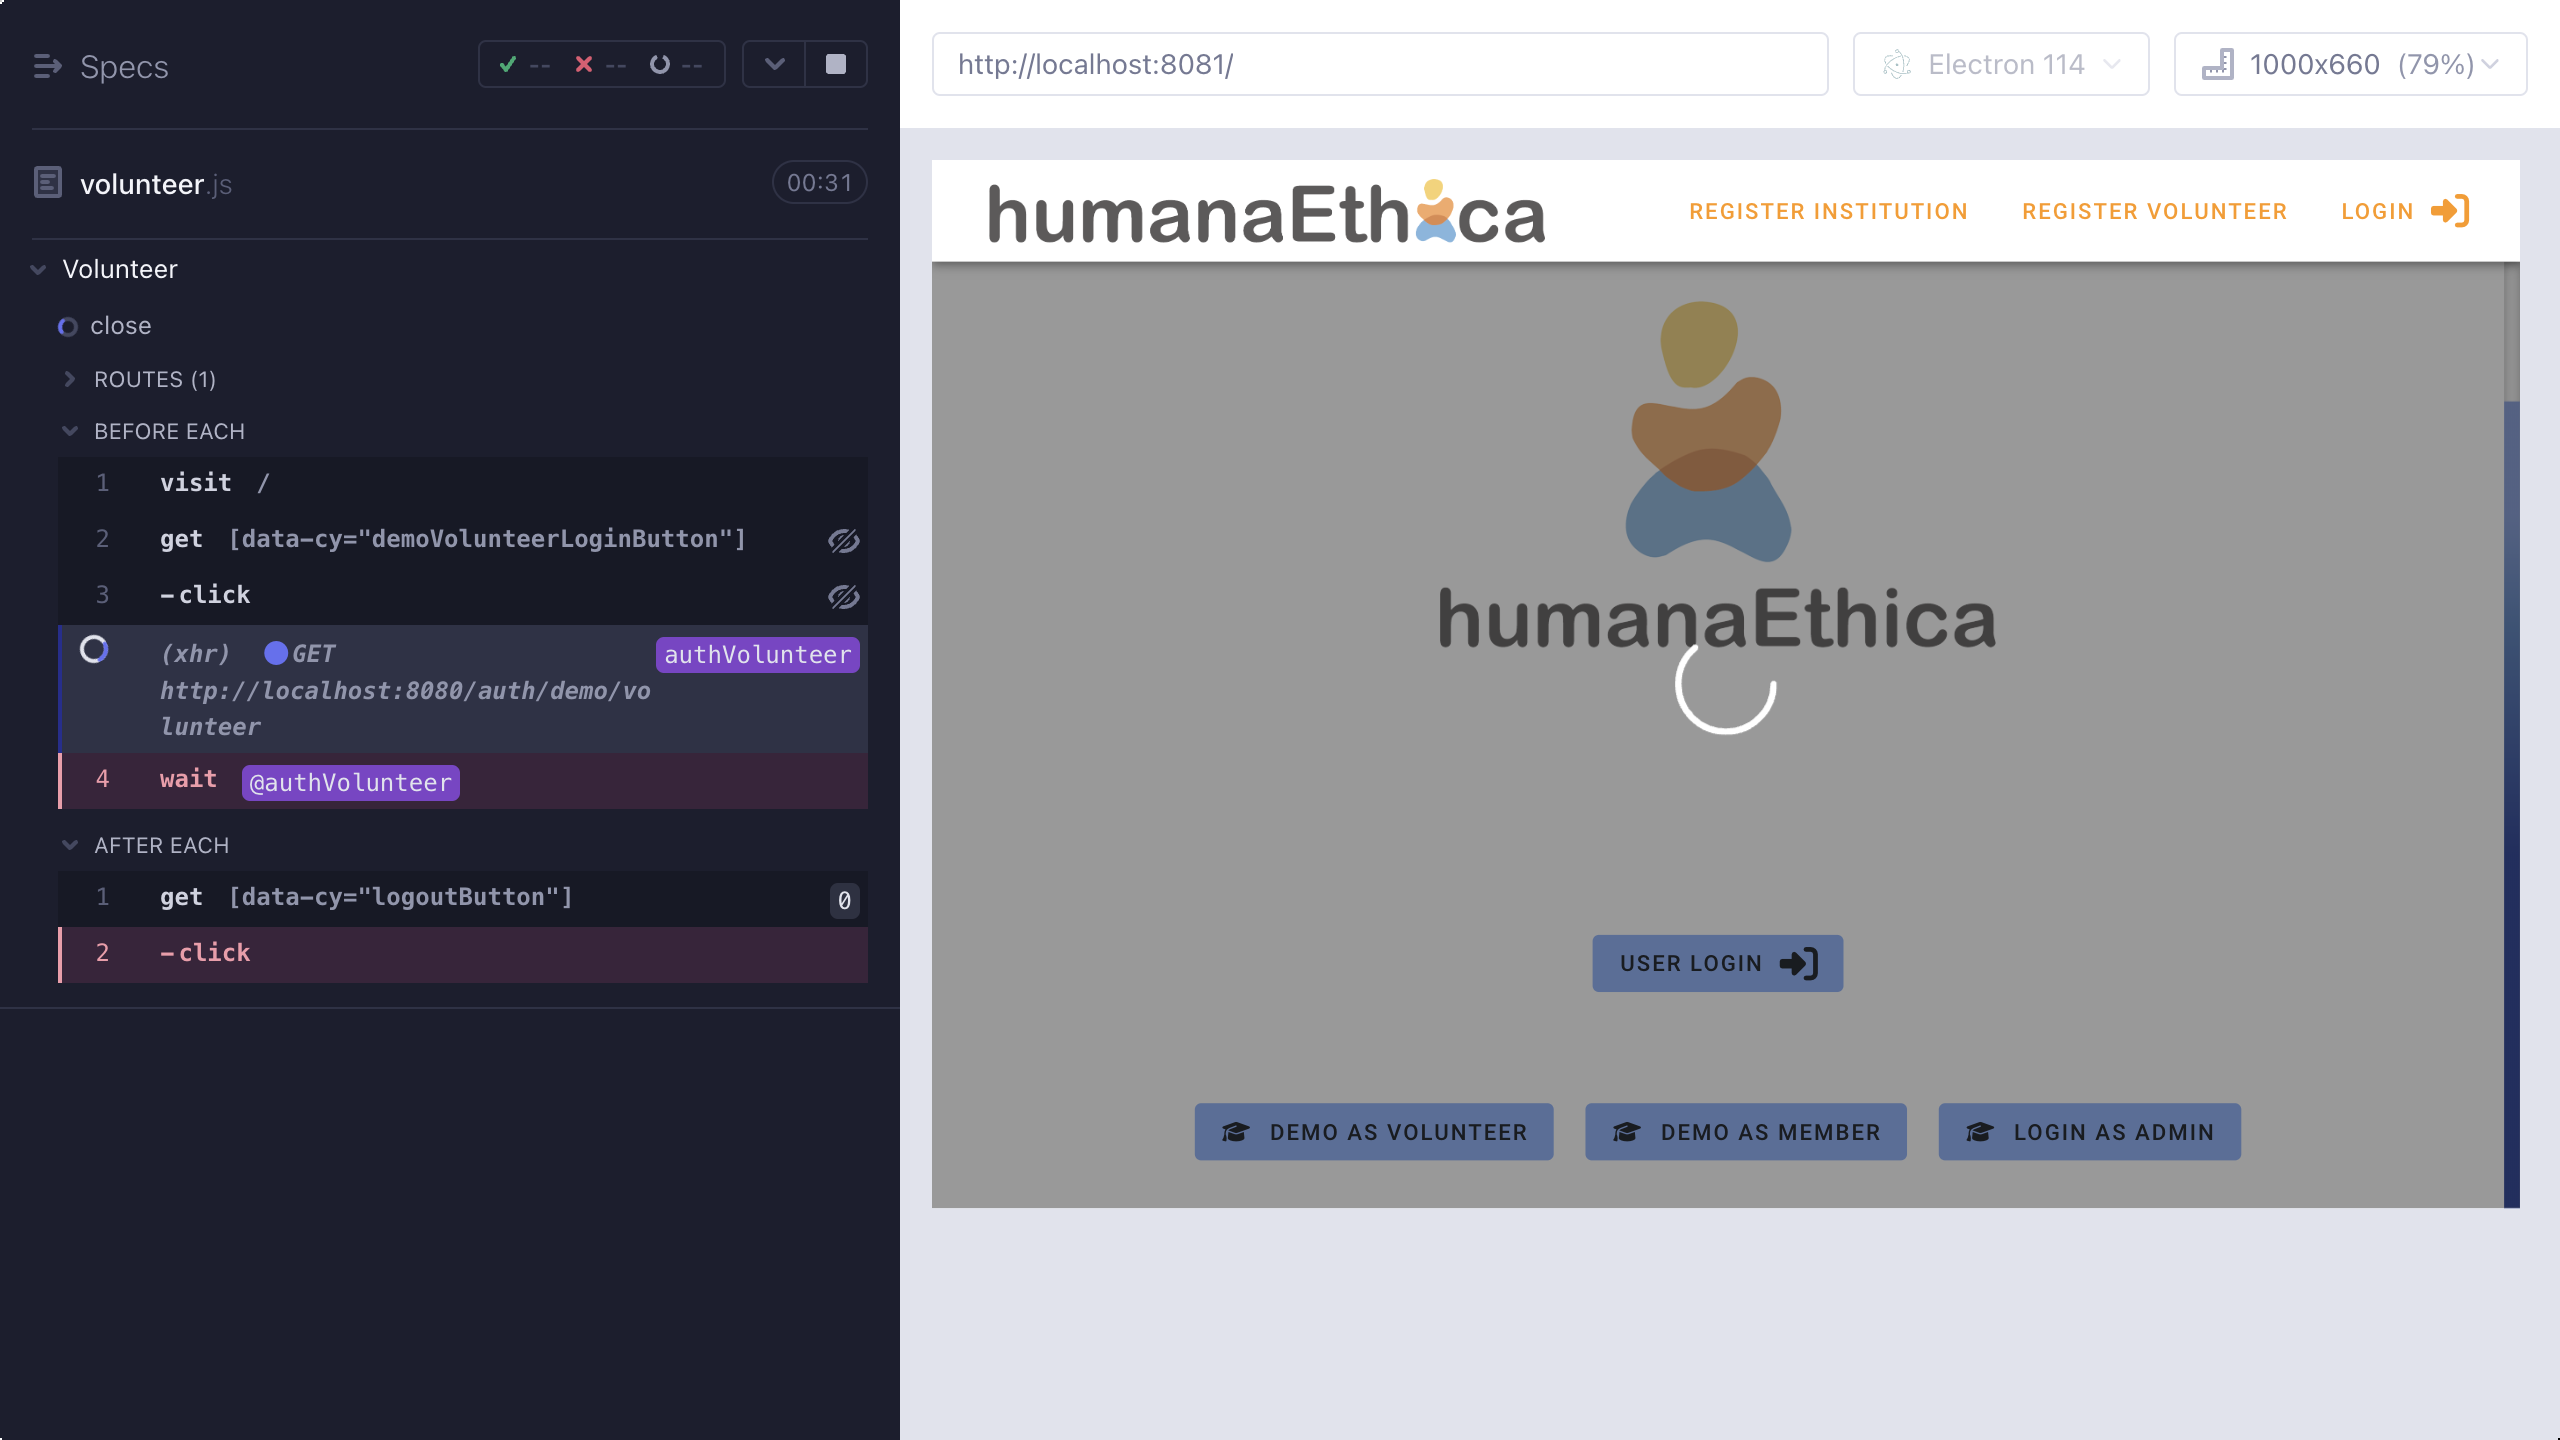 Specs
-- -- --
volunteer.js
00:31
Volunteer
close
ROUTES (1)
BEFORE EACH
1 visit /
2 get [data-cy="demoVolunteerLoginButton"]
3 -click
(xhr) GET authVolunteer
http://localhost:8080/auth/demo/vo
lunteer
4 wait @authVolunteer
AFTER EACH
1 get [data-cy="logoutButton"] 0
2 -click
http://localhost:8081/
Electron 114
1000x660 (79%)
humanaEthica
REGISTER INSTITUTION
REGISTER VOLUNTEER
LOGIN
humanaEthica
USER LOGIN
DEMO AS VOLUNTEER
DEMO AS MEMBER
LOGIN AS ADMIN